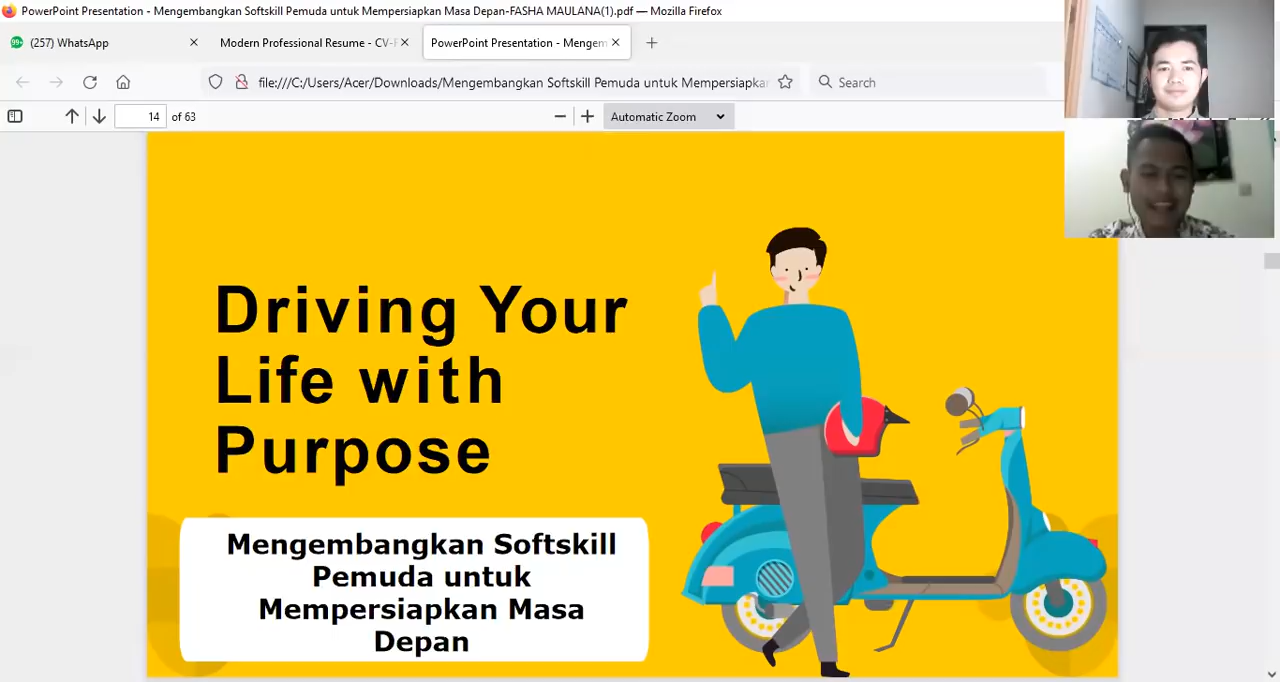 PowerPoint Presentation - Mengembangkan Softskill Pemuda untuk Mempersiapkan Masa Depan-FASHA MAULANA(1).pdf — Mozilla Firefox
99+ (257) WhatsApp
Modern Professional Resume - CV-F
PowerPoint Presentation - Mengem
file:///C:/Users/Acer/Downloads/Mengembangkan Softskill Pemuda untuk Mempersiapka
Search
14 of 63
Automatic Zoom
Driving Your
Life with
Purpose
Mengembangkan Softskill
Pemuda untuk
Mempersiapkan Masa
Depan